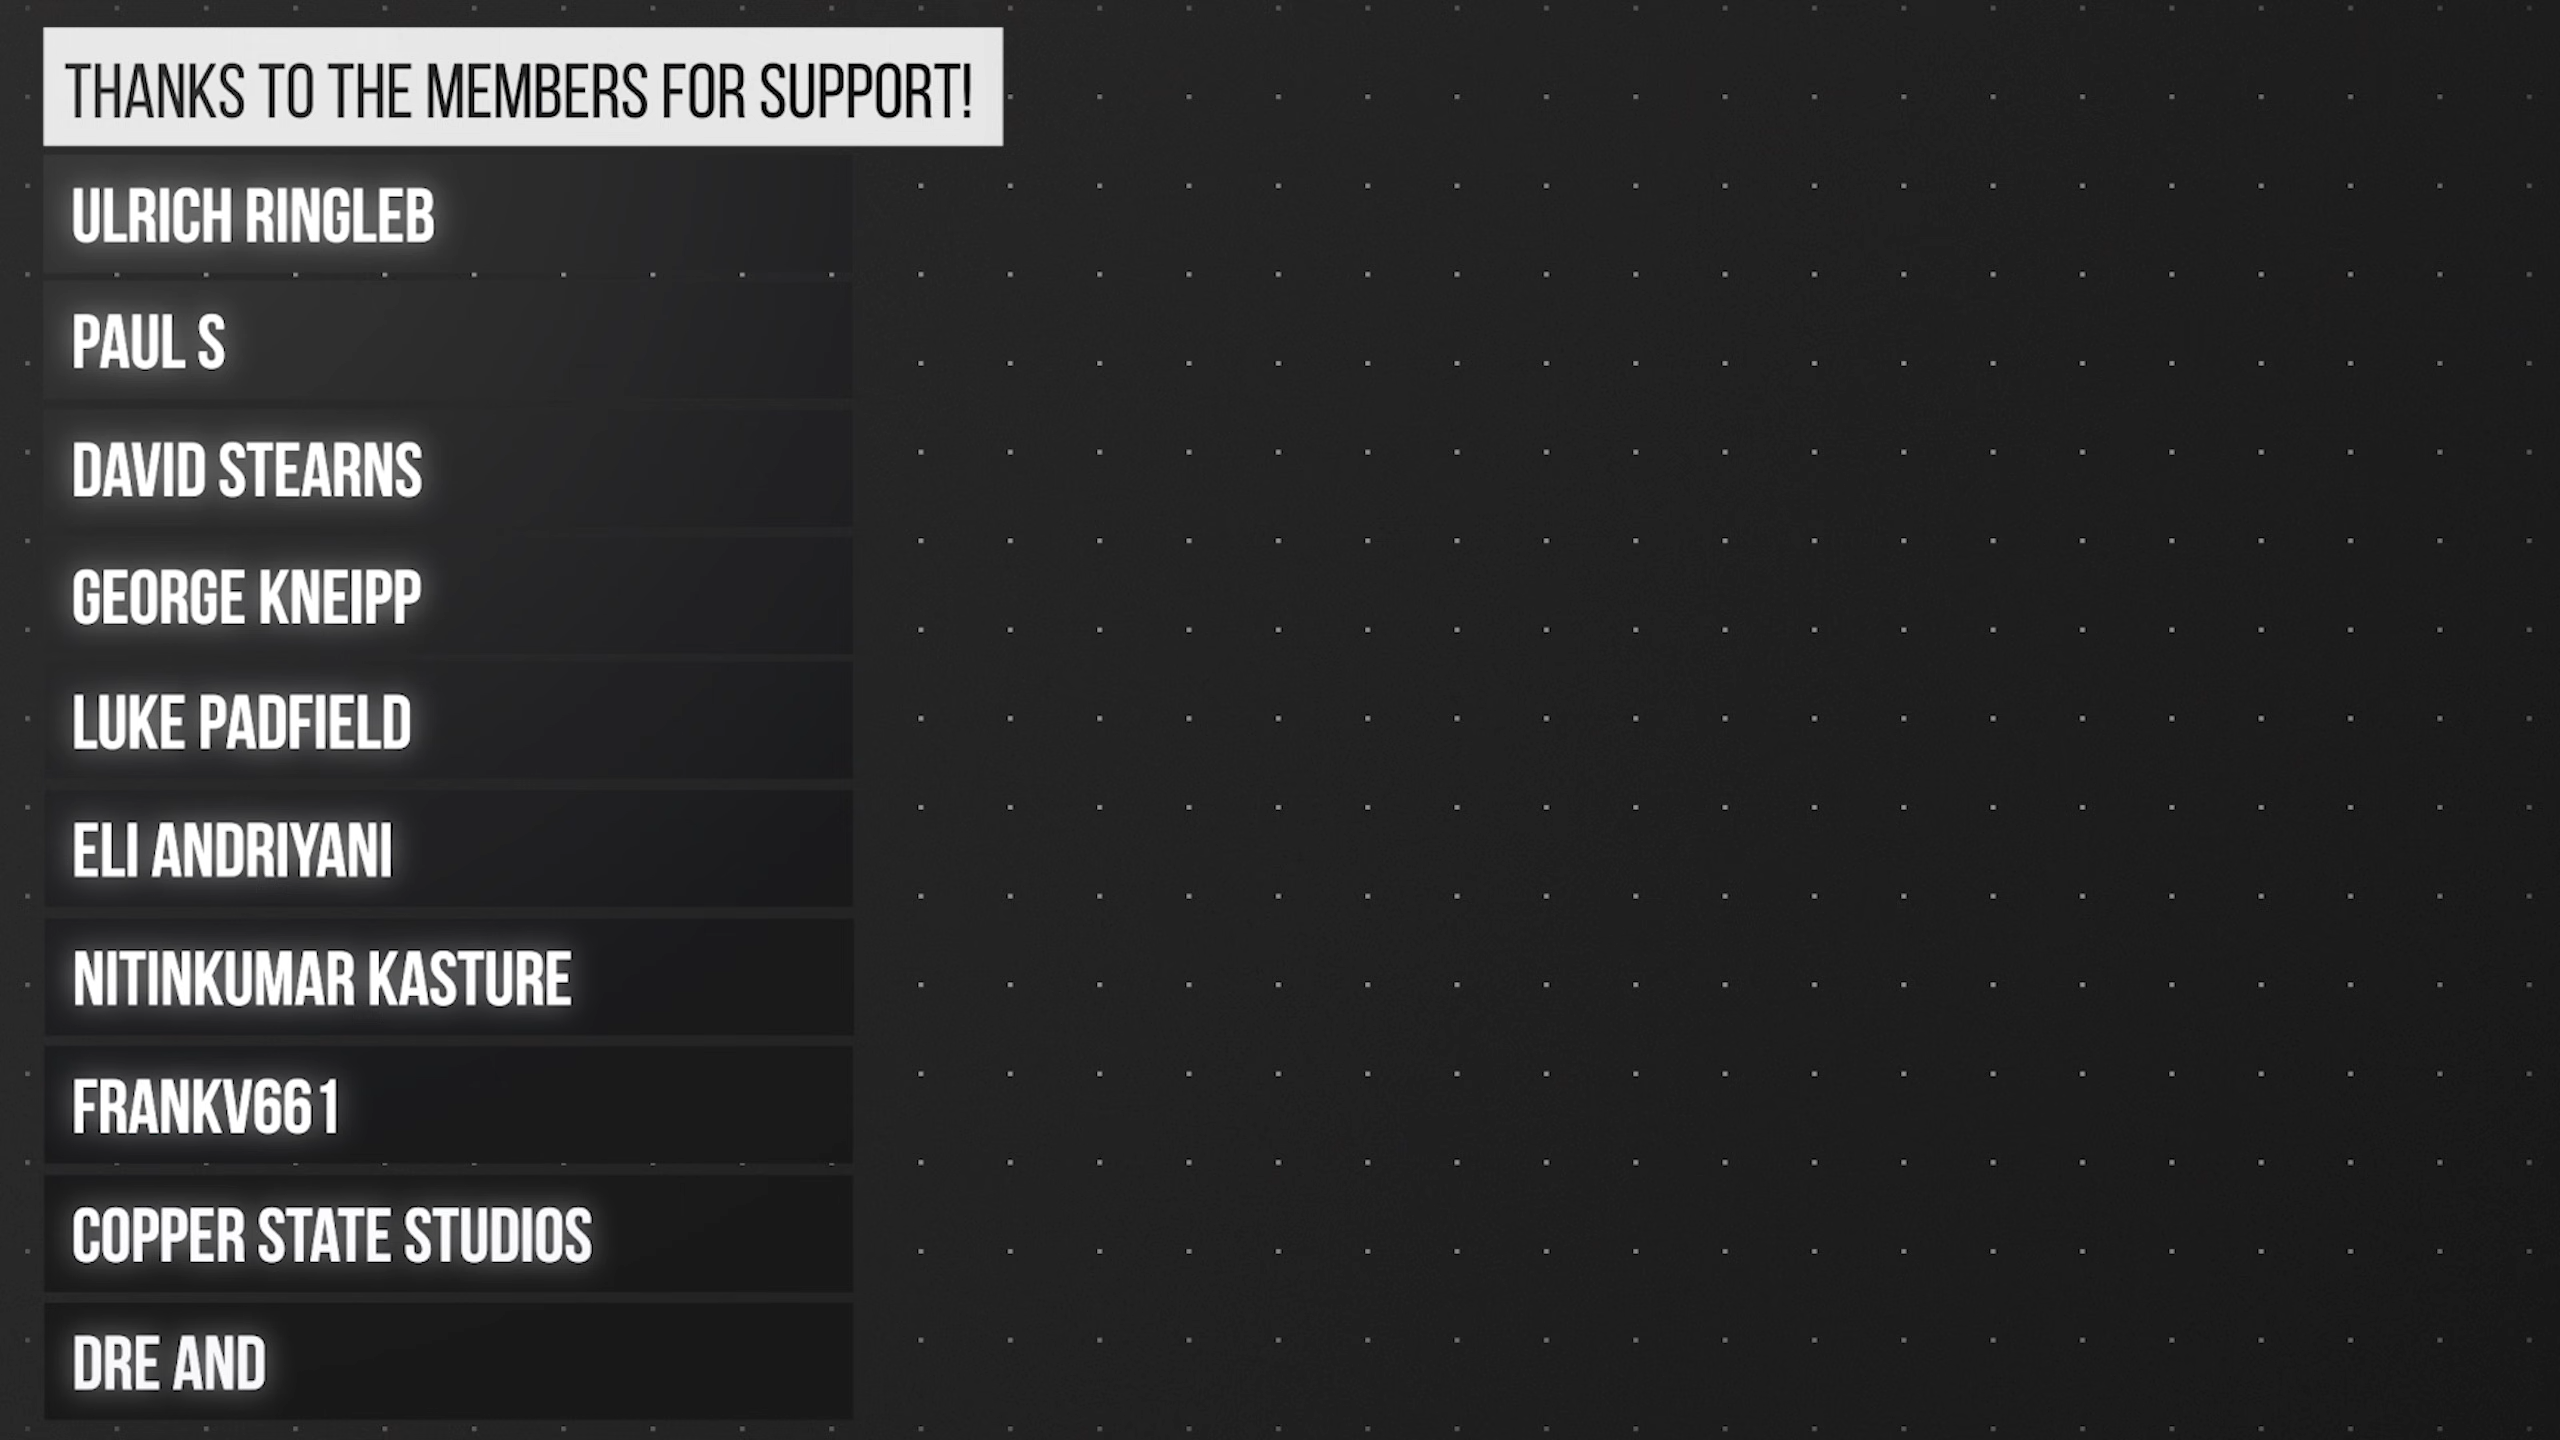 THANKS TO THE MEMBERS FOR SUPPORT!
ULRICH RINGLEB
PAUL S
DAVID STEARNS
GEORGE KNEIPP
LUKE PADFIELD
ELI ANDRIYANI
NITINKUMAR KASTURE
FRANKV661
COPPER STATE STUDIOS
DRE AND